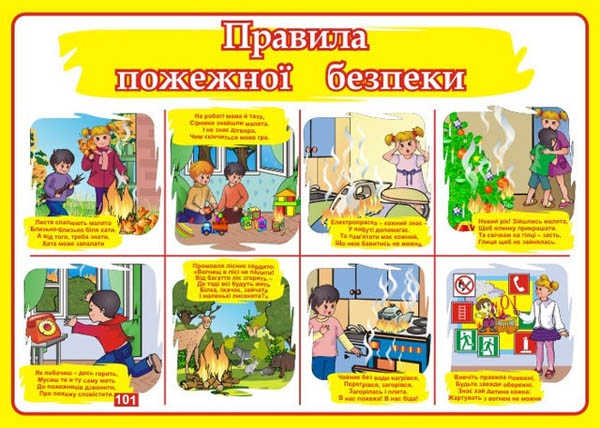 Правила
пожежної безпеки
Листя спалюють малята
Близько-близько біля хати.
А від того, треба знати,
Хата може запалати
На роботі мама й тато,
Сірники знайшли малята.
І не знає дітвора,
Чим скінчиться може гра.
Електропраску – кожний знає –
У побуті допомагає.
Та пам'ятати має кожний,
Що нею бавитись не можна.
Новий рік! Зійшлись малята,
Щоб ялинку прикрашати.
Та свічкам на гілці – зась,
Глиця щоб не зайнялась.
Як побачиш – десь горить,
Мусиш ти в ту саму мить
До пожежників дзвонити,
Про пожежу сповістити.
101
Промовля лісник сердито:
«Вогнищ в лісі не палити!
Від багаття ліс згорить –
Де тоді всі будуть жить
Білка, їжачок, зайчата
І маленькі лисенята?»
Чайник без води нагрівся,
Перегрівся, загорівся,
Загорілась і плита.
В нас пожежа! В нас біда!
Вивчіть правила пожежні,
Будьте завжди обережні.
Знає хай дитина кожна:
Жартувать з вогнем не можна